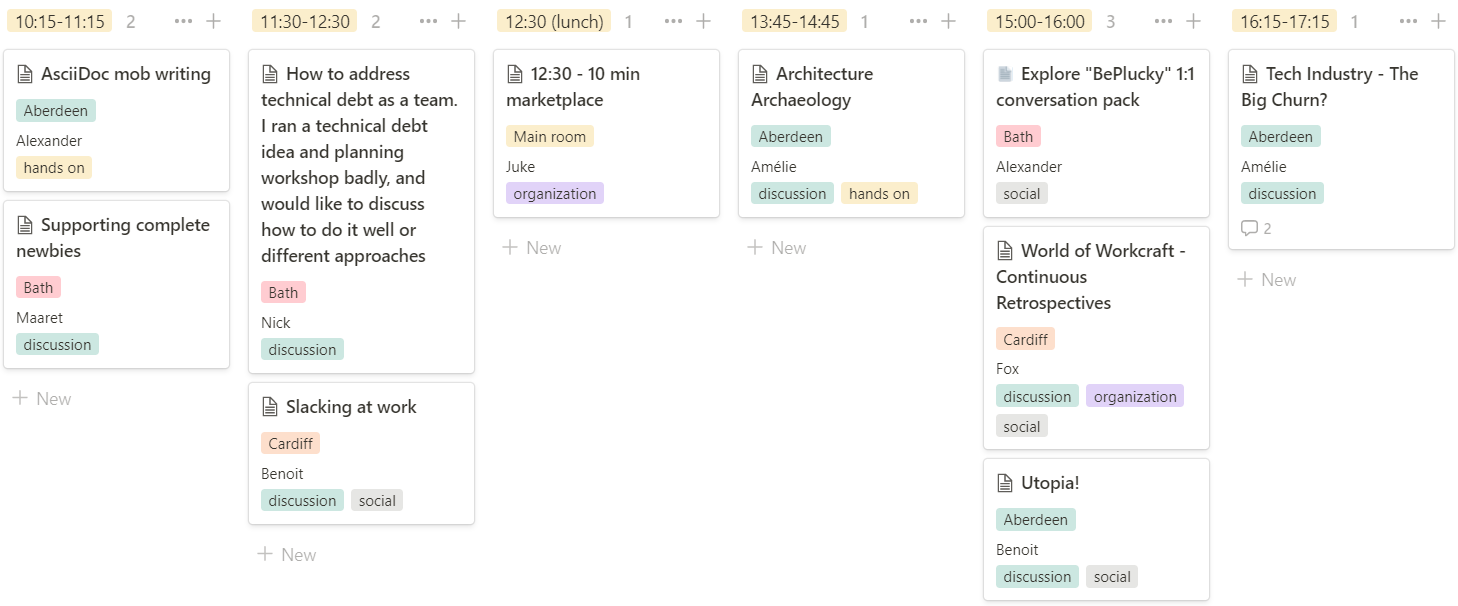 10:15-11:15 2
AsciiDoc mob writing
Aberdeen
Alexander
hands on
Supporting complete
newbies
Bath
Maaret
discussion
New
11:30-12:30 2
How to address
technical debt as a team.
I ran a technical debt
idea and planning
workshop badly, and
would like to discuss
how to do it well or
different approaches
Bath
Nick
discussion
Slacking at work
Cardiff
Benoit
discussion social
New
12:30 (lunch) 1
12:30 - 10 min
marketplace
Main room
Juke
organization
New
13:45-14:45 1
Architecture
Archaeology
Aberdeen
Amélie
discussion hands on
New
15:00-16:00 3
Explore "BePlucky" 1:1
conversation pack
Bath
Alexander
social
World of Workcraft -
Continuous
Retrospectives
Cardiff
Fox
discussion organization
social
Utopia!
Aberdeen
Benoit
discussion social
16:15-17:15 1
Tech Industry - The
Big Churn?
Aberdeen
Amélie
discussion
2
New